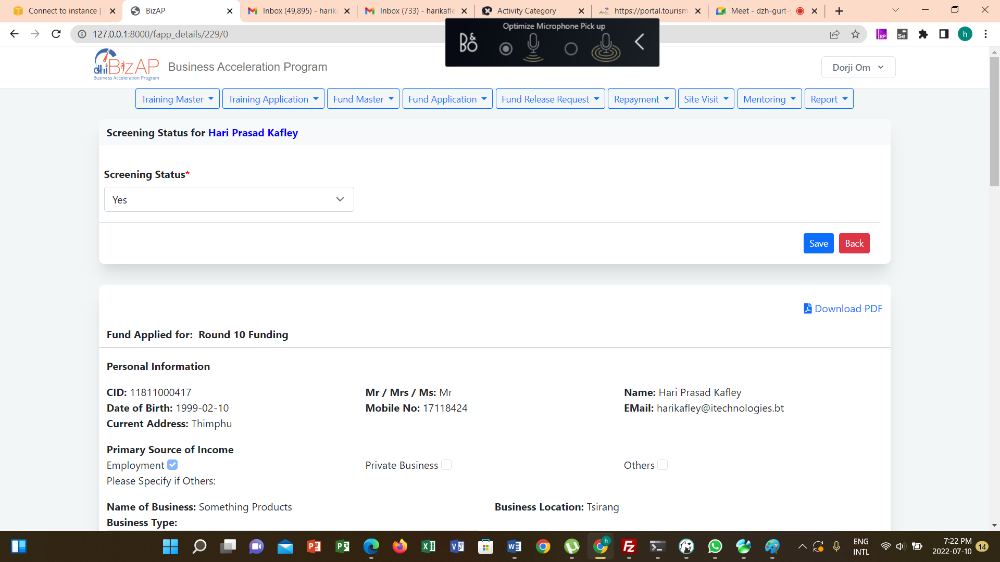 Connect to instance |
BizAP
Inbox (49,895) - harik
Inbox (733) - harikafle
Activity Category
https://portal.tourism
Meet - dzh-gurt-
127.0.0.1:8000/fapp_details/229/0
Optimize Microphone Pick up
B&O
RP
Se
h
dhi BizAP
Business Acceleration Program
Business Acceleration Program
Dorji Om
Training Master
Training Application
Fund Master
Fund Application
Fund Release Request
Repayment
Site Visit
Mentoring
Report
Screening Status for Hari Prasad Kafley
Screening Status*
Yes
Save
Back
Download PDF
Fund Applied for: Round 10 Funding
Personal Information
CID: 11811000417
Mr / Mrs / Ms: Mr
Name: Hari Prasad Kafley
Date of Birth: 1999-02-10
Mobile No: 17118424
EMail: harikafley@itechnologies.bt
Current Address: Thimphu
Primary Source of Income
Employment
Private Business
Others
Please Specify if Others:
Name of Business: Something Products
Business Location: Tsirang
Business Type:
ENG
INTL
7:22 PM
2022-07-10
14